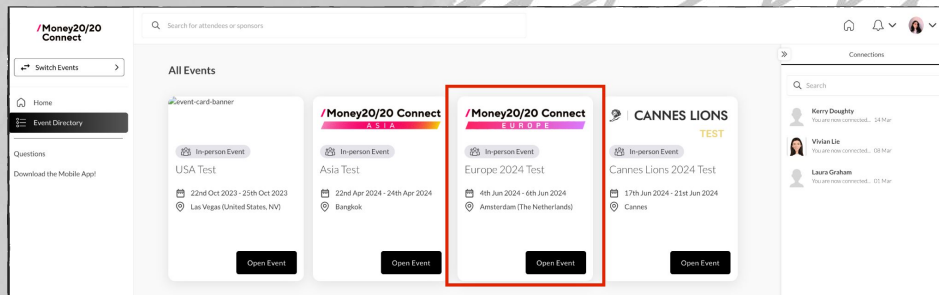 /Money20/20
Connect
Search for attendees or sponsors
Switch Events
Home
Event Directory
Questions
Download the Mobile App!
All Events
event-card-banner
In-person Event
USA Test
22nd Oct 2023 - 25th Oct 2023
Las Vegas (United States, NV)
Open Event
/Money20/20 Connect
ASIA
In-person Event
Asia Test
22nd Apr 2024 - 24th Apr 2024
Bangkok
Open Event
/Money20/20 Connect
EUROPE
In-person Event
Europe 2024 Test
4th Jun 2024 - 6th Jun 2024
Amsterdam (The Netherlands)
Open Event
CANNES LIONS
TEST
In-person Event
Cannes Lions 2024 Test
17th Jun 2024 - 21st Jun 2024
Cannes
Open Event
Connections
Search
Kerry Doughty
You are now connected... 14 Mar
Vivian Lie
You are now connected... 08 Mar
Laura Graham
You are now connected... 01 Mar